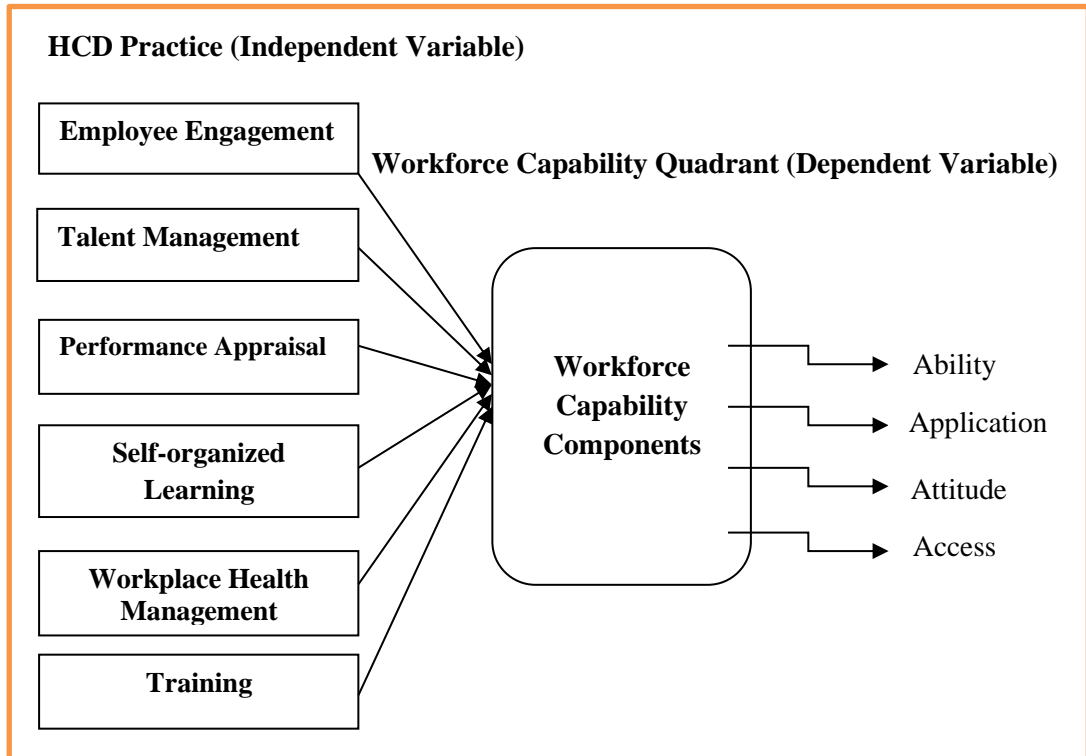 HCD Practice (Independent Variable)
Employee Engagement
Workforce Capability Quadrant (Dependent Variable)
Talent Management
Performance Appraisal
Self-organized
Learning
Workplace Health
Management
Training
Workforce
Capability
Components
Ability
Application
Attitude
Access